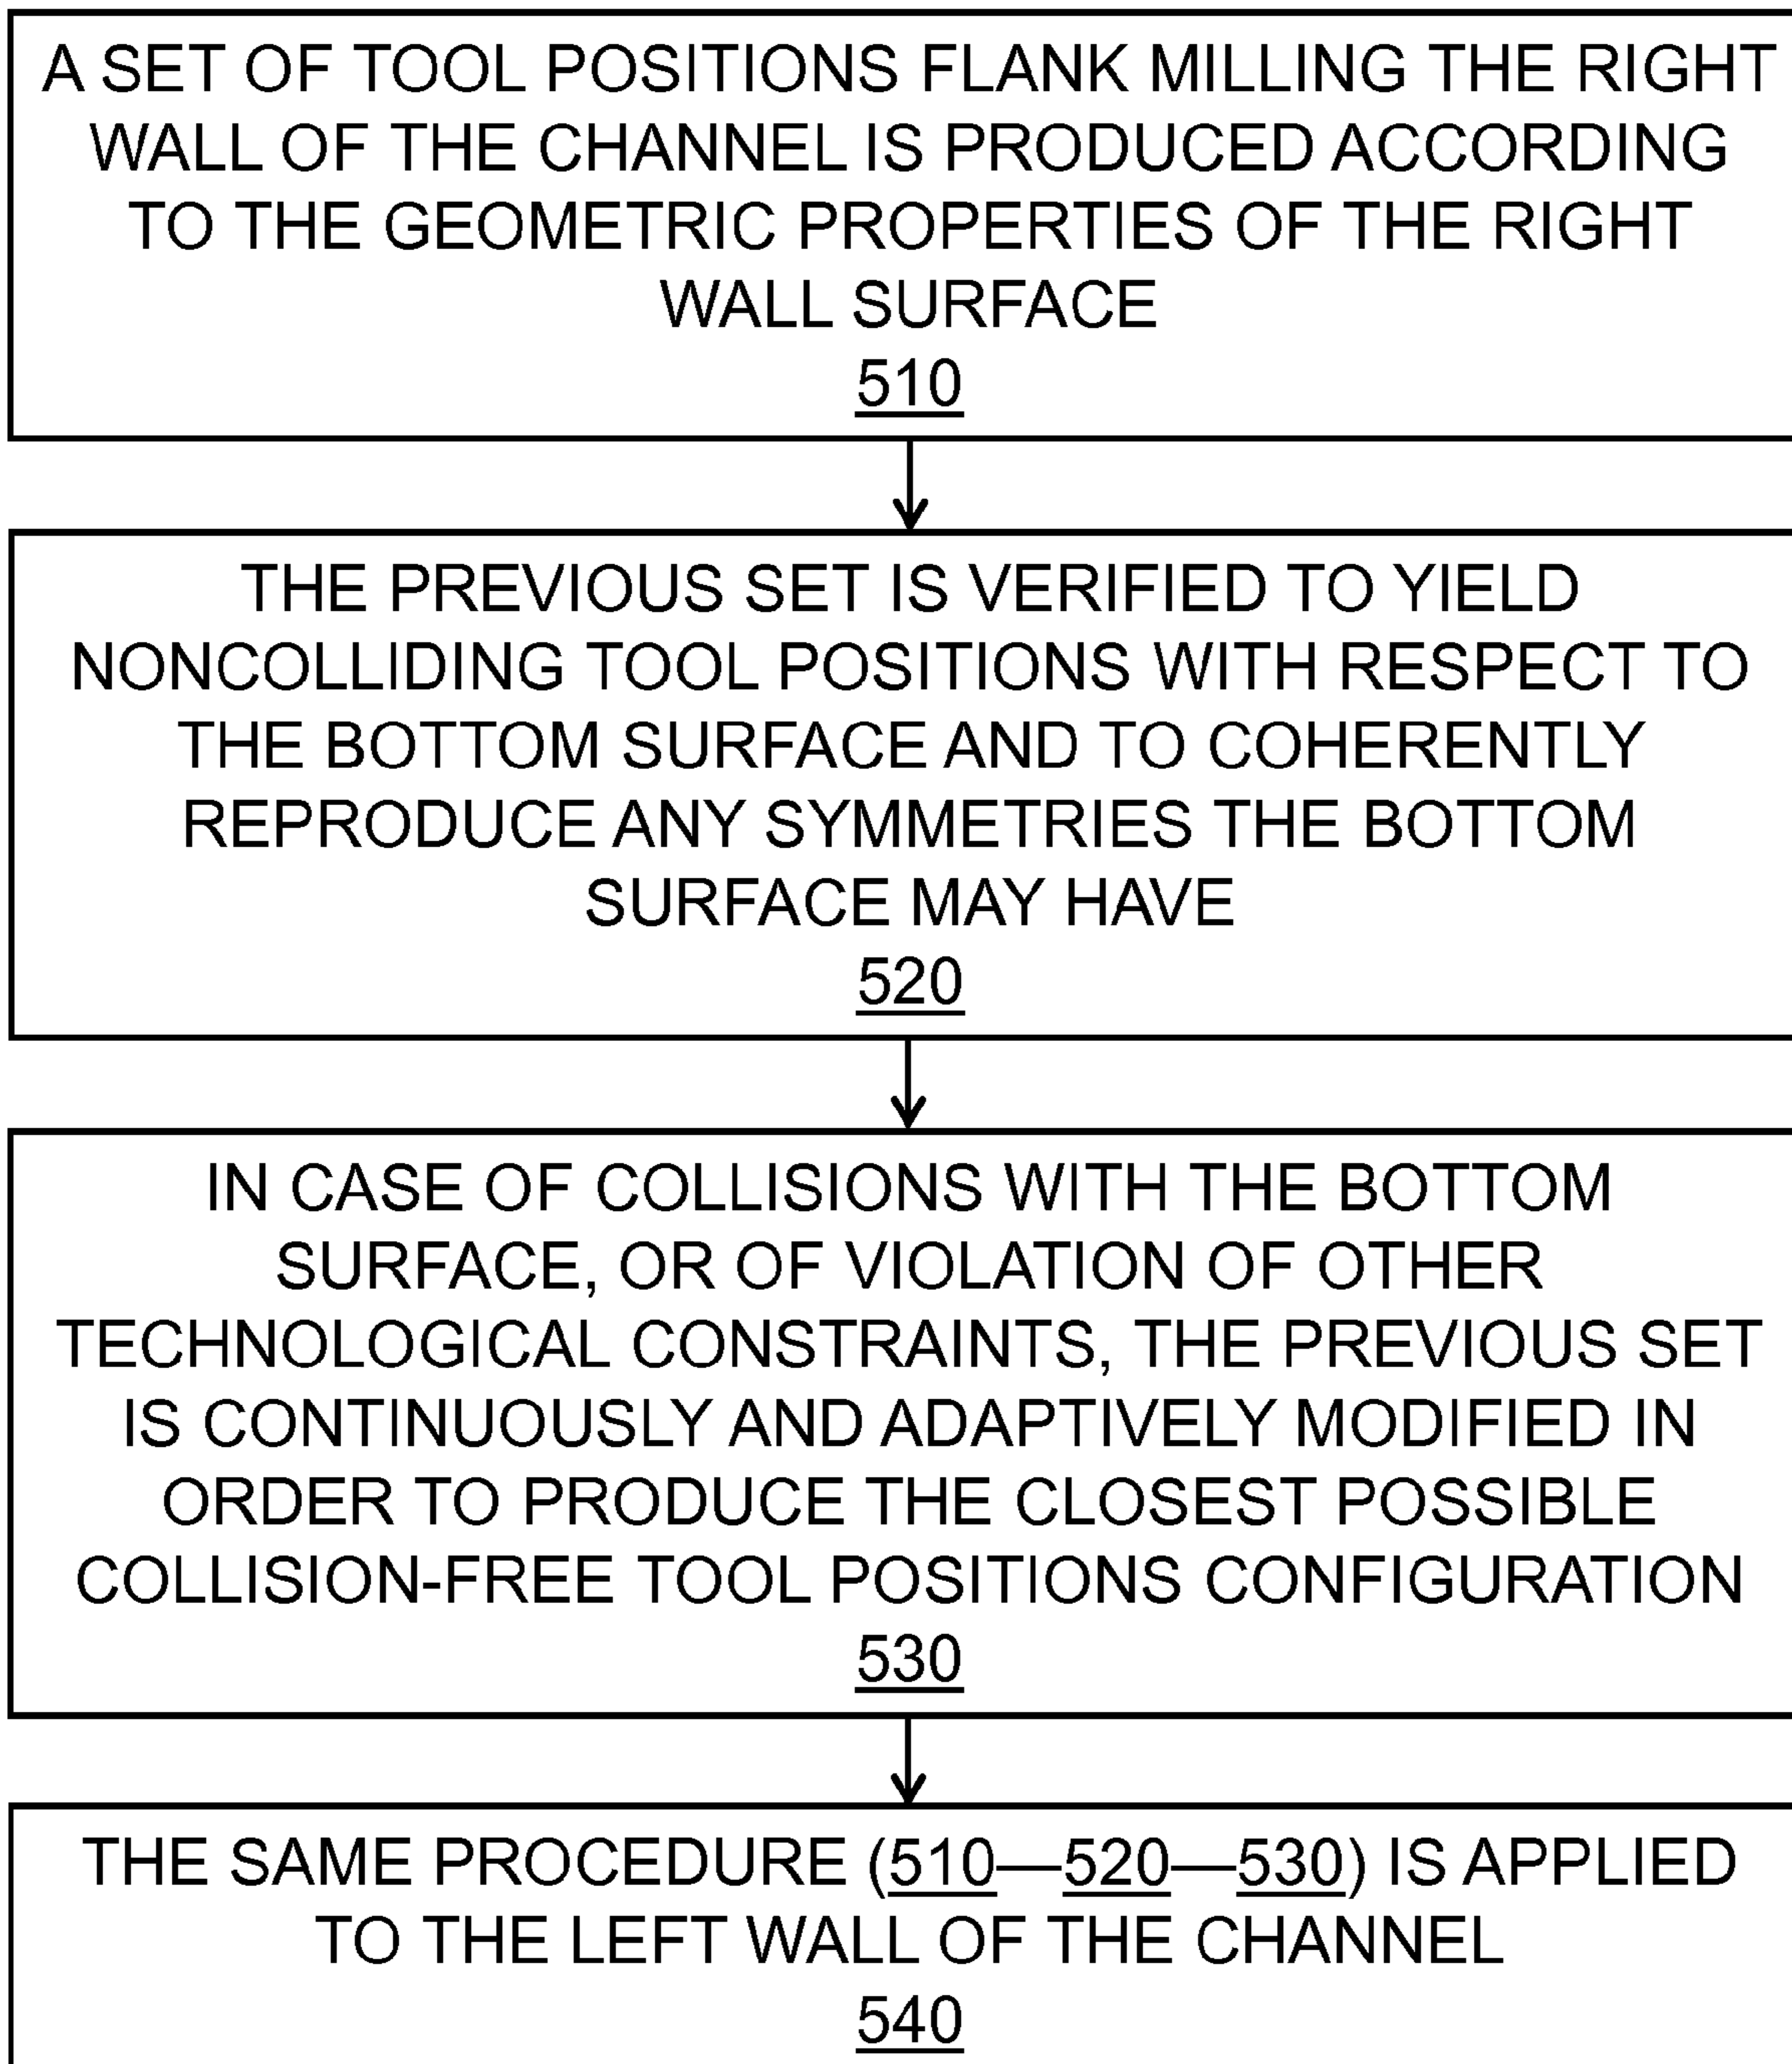 A SET OF TOOL POSITIONS FLANK MILLING THE RIGHT
WALL OF THE CHANNEL IS PRODUCED ACCORDING
TO THE GEOMETRIC PROPERTIES OF THE RIGHT
WALL SURFACE
510
THE PREVIOUS SET IS VERIFIED TO YIELD
NONCOLLIDING TOOL POSITIONS WITH RESPECT TO
THE BOTTOM SURFACE AND TO COHERENTLY
REPRODUCE ANY SYMMETRIES THE BOTTOM
SURFACE MAY HAVE
520
IN CASE OF COLLISIONS WITH THE BOTTOM
SURFACE, OR OF VIOLATION OF OTHER
TECHNOLOGICAL CONSTRAINTS, THE PREVIOUS SET
IS CONTINUOUSLY AND ADAPTIVELY MODIFIED IN
ORDER TO PRODUCE THE CLOSEST POSSIBLE
COLLISION-FREE TOOL POSITIONS CONFIGURATION
530
THE SAME PROCEDURE (510—520—530) IS APPLIED
TO THE LEFT WALL OF THE CHANNEL
540